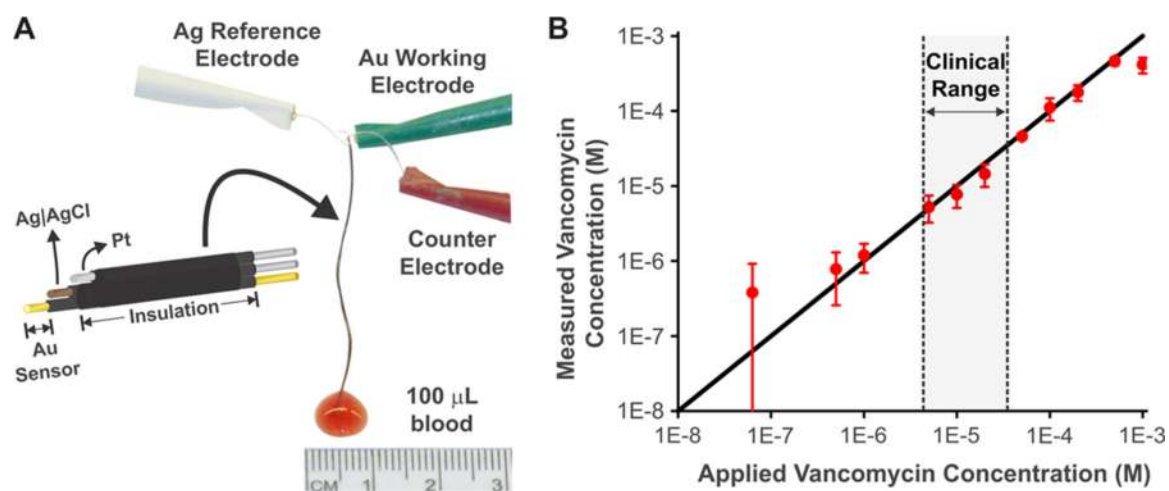 A
Ag Reference
Electrode
Au Working
Electrode
Ag|AgCl
Pt
Insulation
Au
Sensor
Counter
Electrode
100 μL
blood
CM 1 2 3
B
Measured Vancomycin
Concentration (M)
1E-3
1E-4
1E-5
1E-6
1E-7
1E-8
Clinical
Range
1E-8 1E-7 1E-6 1E-5 1E-4 1E-3
Applied Vancomycin Concentration (M)